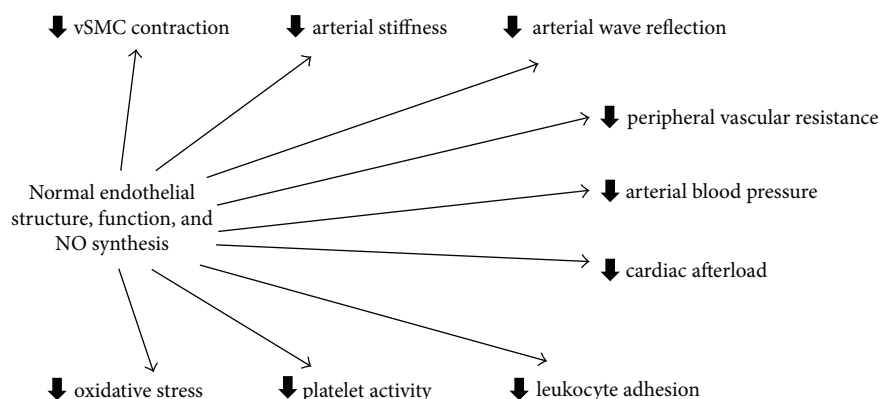 vSMC contraction
arterial stiffness
arterial wave reflection
peripheral vascular resistance
Normal endothelial
structure, function, and
NO synthesis
arterial blood pressure
cardiac afterload
oxidative stress
platelet activity
leukocyte adhesion